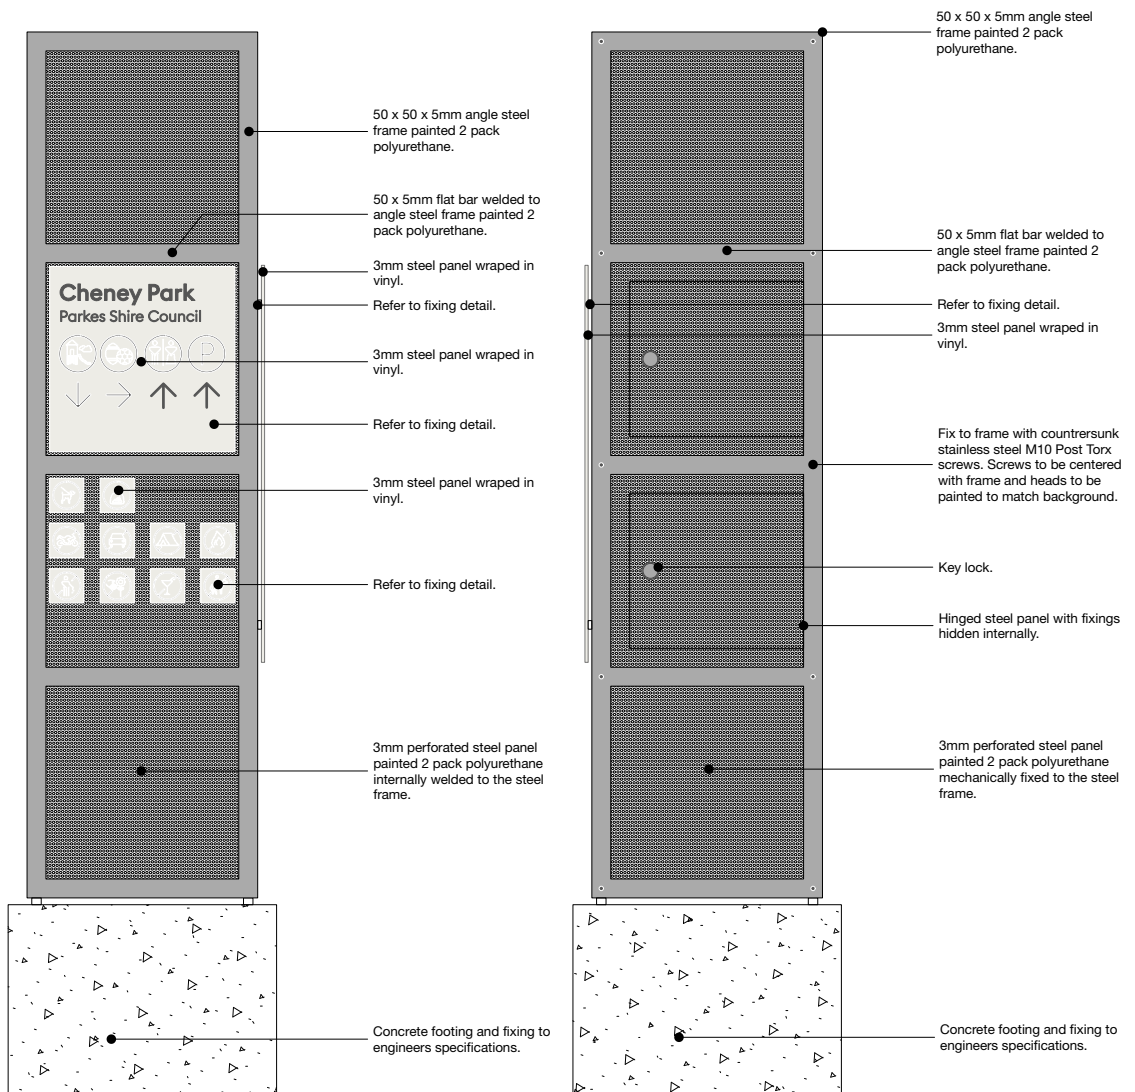 50 x 50 x 5mm angle steel
frame painted 2 pack
polyurethane.
50 x 5mm flat bar welded to
angle steel frame painted 2
pack polyurethane.
3mm steel panel wraped in
vinyl.
Refer to fixing detail.
3mm steel panel wraped in
vinyl.
Refer to fixing detail.
3mm steel panel wraped in
vinyl.
Refer to fixing detail.
3mm perforated steel panel
painted 2 pack polyurethane
internally welded to the steel
frame.
Concrete footing and fixing to
engineers specifications.
Cheney Park
Parkes Shire Council
P
50 x 50 x 5mm angle steel
frame painted 2 pack
polyurethane.
50 x 5mm flat bar welded to
angle steel frame painted 2
pack polyurethane.
Refer to fixing detail.
3mm steel panel wraped in
vinyl.
Fix to frame with countrersunk
stainless steel M10 Post Torx
screws. Screws to be centered
with frame and heads to be
painted to match background.
Key lock.
Hinged steel panel with fixings
hidden internally.
3mm perforated steel panel
painted 2 pack polyurethane
mechanically fixed to the steel
frame.
Concrete footing and fixing to
engineers specifications.